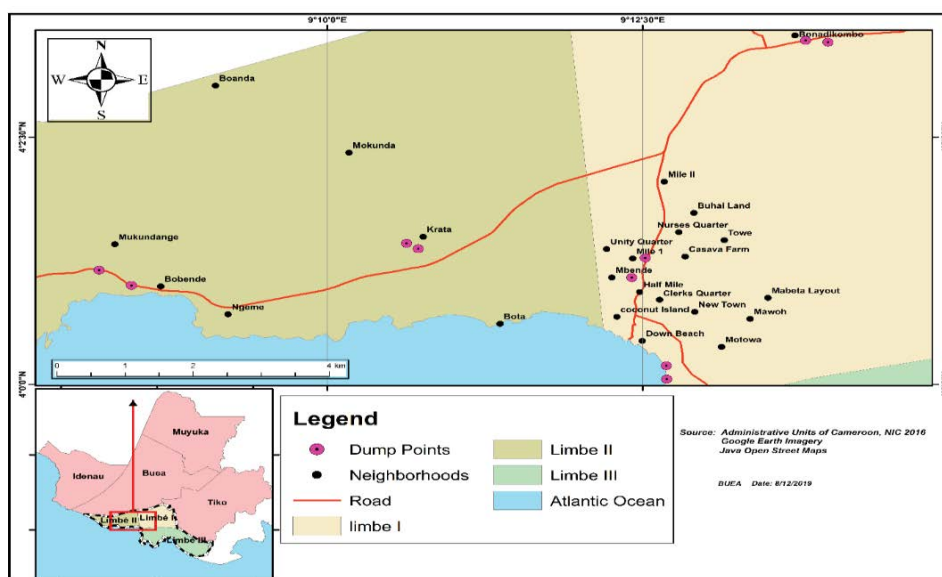 9°10'0"E
9°12'30"E
N
W
E
S
Boanda
Bonadikombo
4°2'30"N
Mokunda
Mile II
Buhal Land
Nurses Quarter
Towe
Krata
Mukundange
Unity Quarter
Mile 1
Casava Farm
Mbende
Bobende
Half Mile
Clerks Quarter
Mabeta Layout
Ngeme
coconut Island
New Town
Mawoh
Bota
Down Beach
Motowa
0 1 2 4 km
4°0'0"N
Muyuka
Idenau
Buea
Tiko
Limbé II
Limbé I
Limbé III
Legend
Dump Points
Neighborhoods
Road
limbe I
Limbe II
Limbe III
Atlantic Ocean
Source: Administrative Units of Cameroon, NIC 2016
Google Earth Imagery
Java Open Street Maps
BUEA Date: 8/12/2019